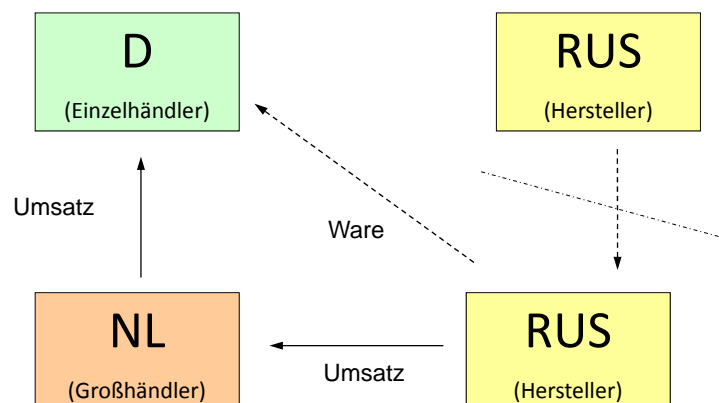 D
(Einzelhändler)
RUS
(Hersteller)
Umsatz
Ware
NL
(Großhändler)
Umsatz
RUS
(Hersteller)